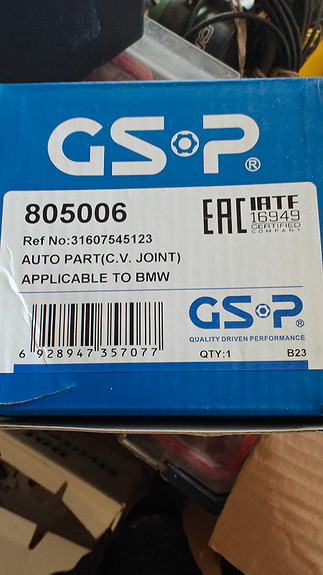 GSP®
805006
EAC IATF
16949
CERTIFIED
COMPANY
Ref No:31607545123
AUTO PART(C.V. JOINT)
APPLICABLE TO BMW
GSP®
QUALITY DRIVEN PERFORMANCE
6 928947 357077
QTY:1 B23